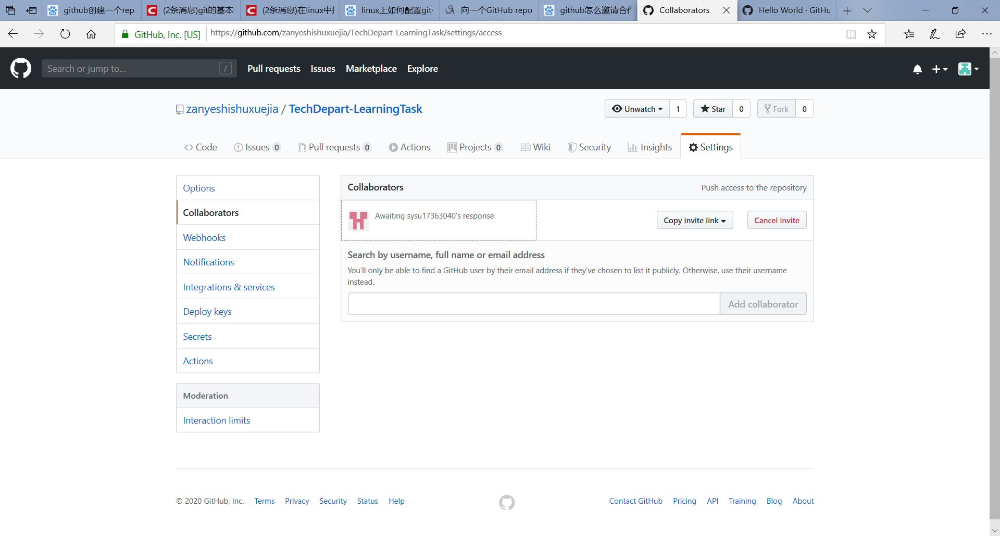 github创建一个rep
(2条消息)git的基本
(2条消息)在linux中
linux上如何配置git
向一个GitHub repo
github怎么邀请合
Collaborators
Hello World · GitHu
GitHub, Inc. [US]
https://github.com/zanyeshishuxuejia/TechDepart-LearningTask/settings/access
Search or jump to...
/
Pull requests
Issues
Marketplace
Explore
zanyeshishuxuejia / TechDepart-LearningTask
Unwatch
1
Star
0
Fork
0
Code
Issues 0
Pull requests 0
Actions
Projects 0
Wiki
Security
Insights
Settings
Options
Collaborators
Webhooks
Notifications
Integrations & services
Deploy keys
Secrets
Actions
Moderation
Interaction limits
Collaborators
Push access to the repository
Awaiting sysu17363040's response
Copy invite link
Cancel invite
Search by username, full name or email address
You'll only be able to find a GitHub user by their email address if they've chosen to list it publicly. Otherwise, use their username
instead.
Add collaborator
© 2020 GitHub, Inc.
Terms
Privacy
Security
Status
Help
Contact GitHub
Pricing
API
Training
Blog
About